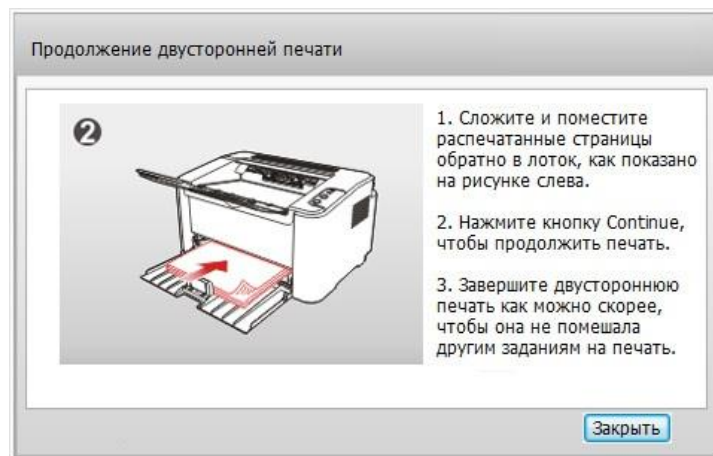 Продолжение двусторонней печати
2
1. Сложите и поместите
распечатанные страницы
обратно в лоток, как показано
на рисунке слева.
2. Нажмите кнопку Continue,
чтобы продолжить печать.
3. Завершите двустороннюю
печать как можно скорее,
чтобы она не помешала
другим заданиям на печать.
Закрыть